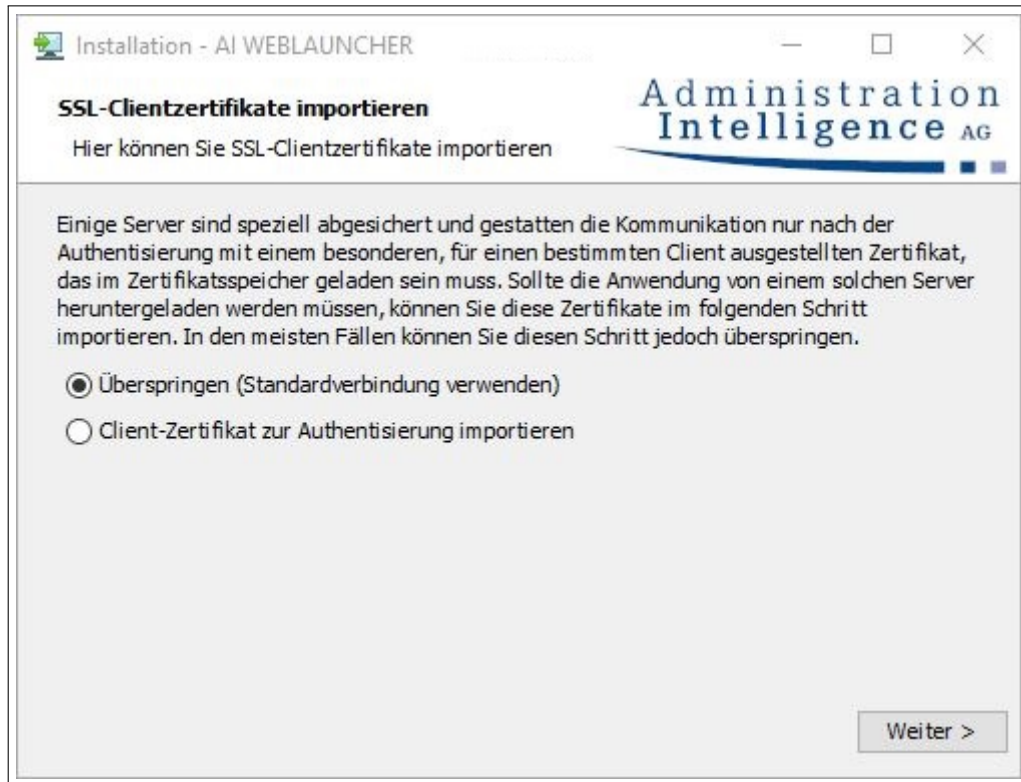 Installation - AI WEBLAUNCHER
SSL-Clientzertifikate importieren
Hier können Sie SSL-Clientzertifikate importieren
Administration
Intelligence AG
Einige Server sind speziell abgesichert und gestatten die Kommunikation nur nach der
Authentisierung mit einem besonderen, für einen bestimmten Client ausgestellten Zertifikat,
das im Zertifikatsspeicher geladen sein muss. Sollte die Anwendung von einem solchen Server
heruntergeladen werden müssen, können Sie diese Zertifikate im folgenden Schritt
importieren. In den meisten Fällen können Sie diesen Schritt jedoch überspringen.
Überspringen (Standardverbindung verwenden)
Client-Zertifikat zur Authentisierung importieren
Weiter >